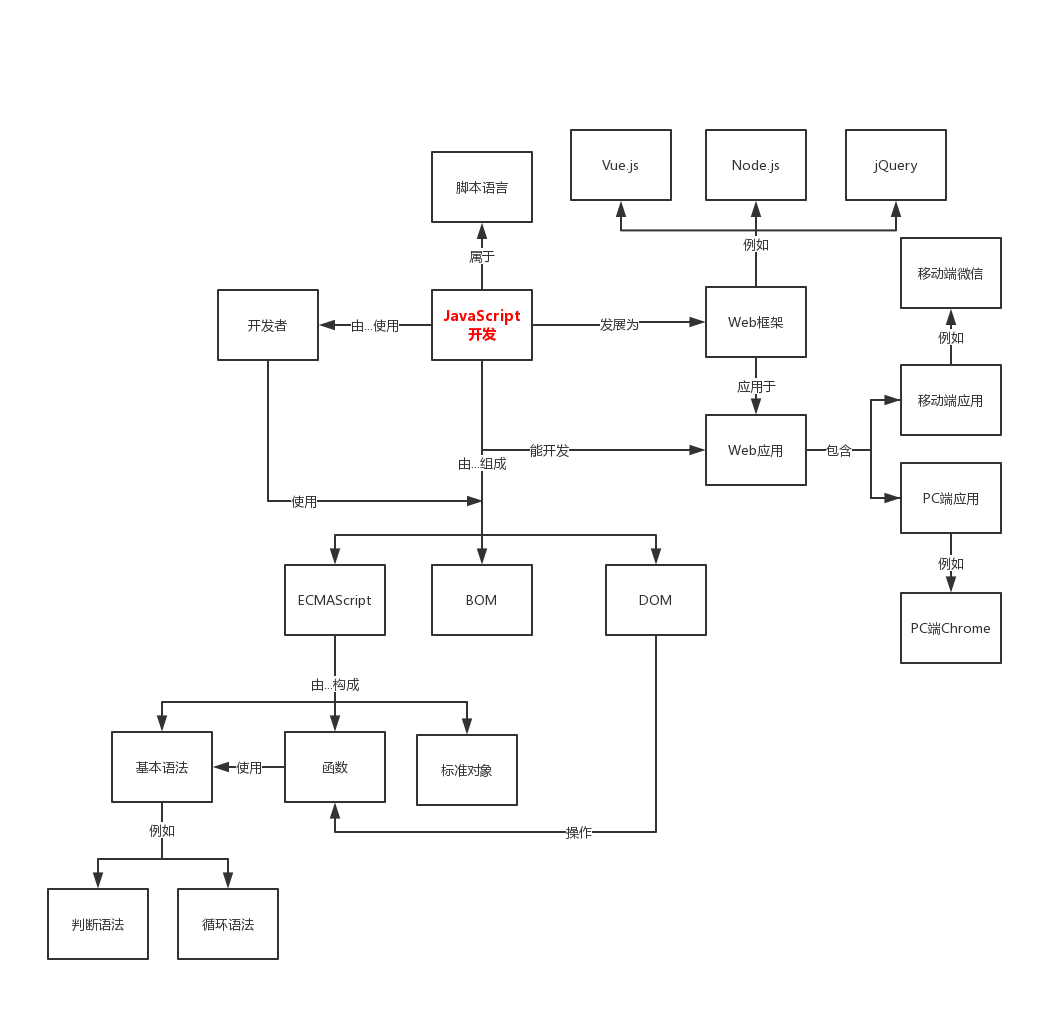 Vue.js
Node.js
jQuery
脚本语言
属于
例如
移动端微信
开发者
由...使用
JavaScript
开发
发展为
Web框架
例如
应用于
移动端应用
能开发
Web应用
包含
由...组成
使用
PC端应用
例如
ECMAScript
BOM
DOM
PC端Chrome
由...构成
基本语法
使用
函数
标准对象
例如
操作
判断语法
循环语法